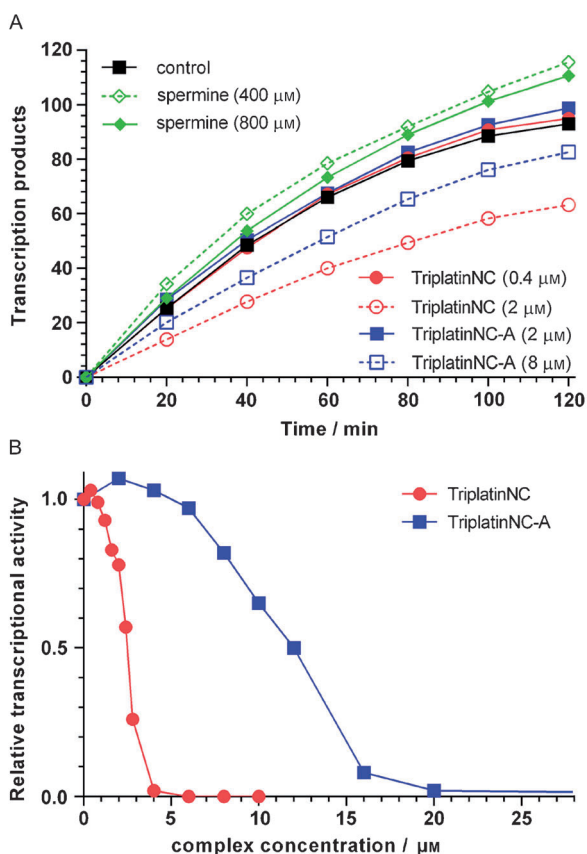 A
Transcription products
120
100
80
60
40
20
0
control
spermine (400 μM)
spermine (800 μM)
TriplatinNC (0.4 μM)
TriplatinNC (2 μM)
TriplatinNC-A (2 μM)
TriplatinNC-A (8 μM)
0 20 40 60 80 100 120
Time / min
B
Relative transcriptional activity
1.0
0.5
0.0
TriplatinNC
TriplatinNC-A
0 5 10 15 20 25
complex concentration / μM